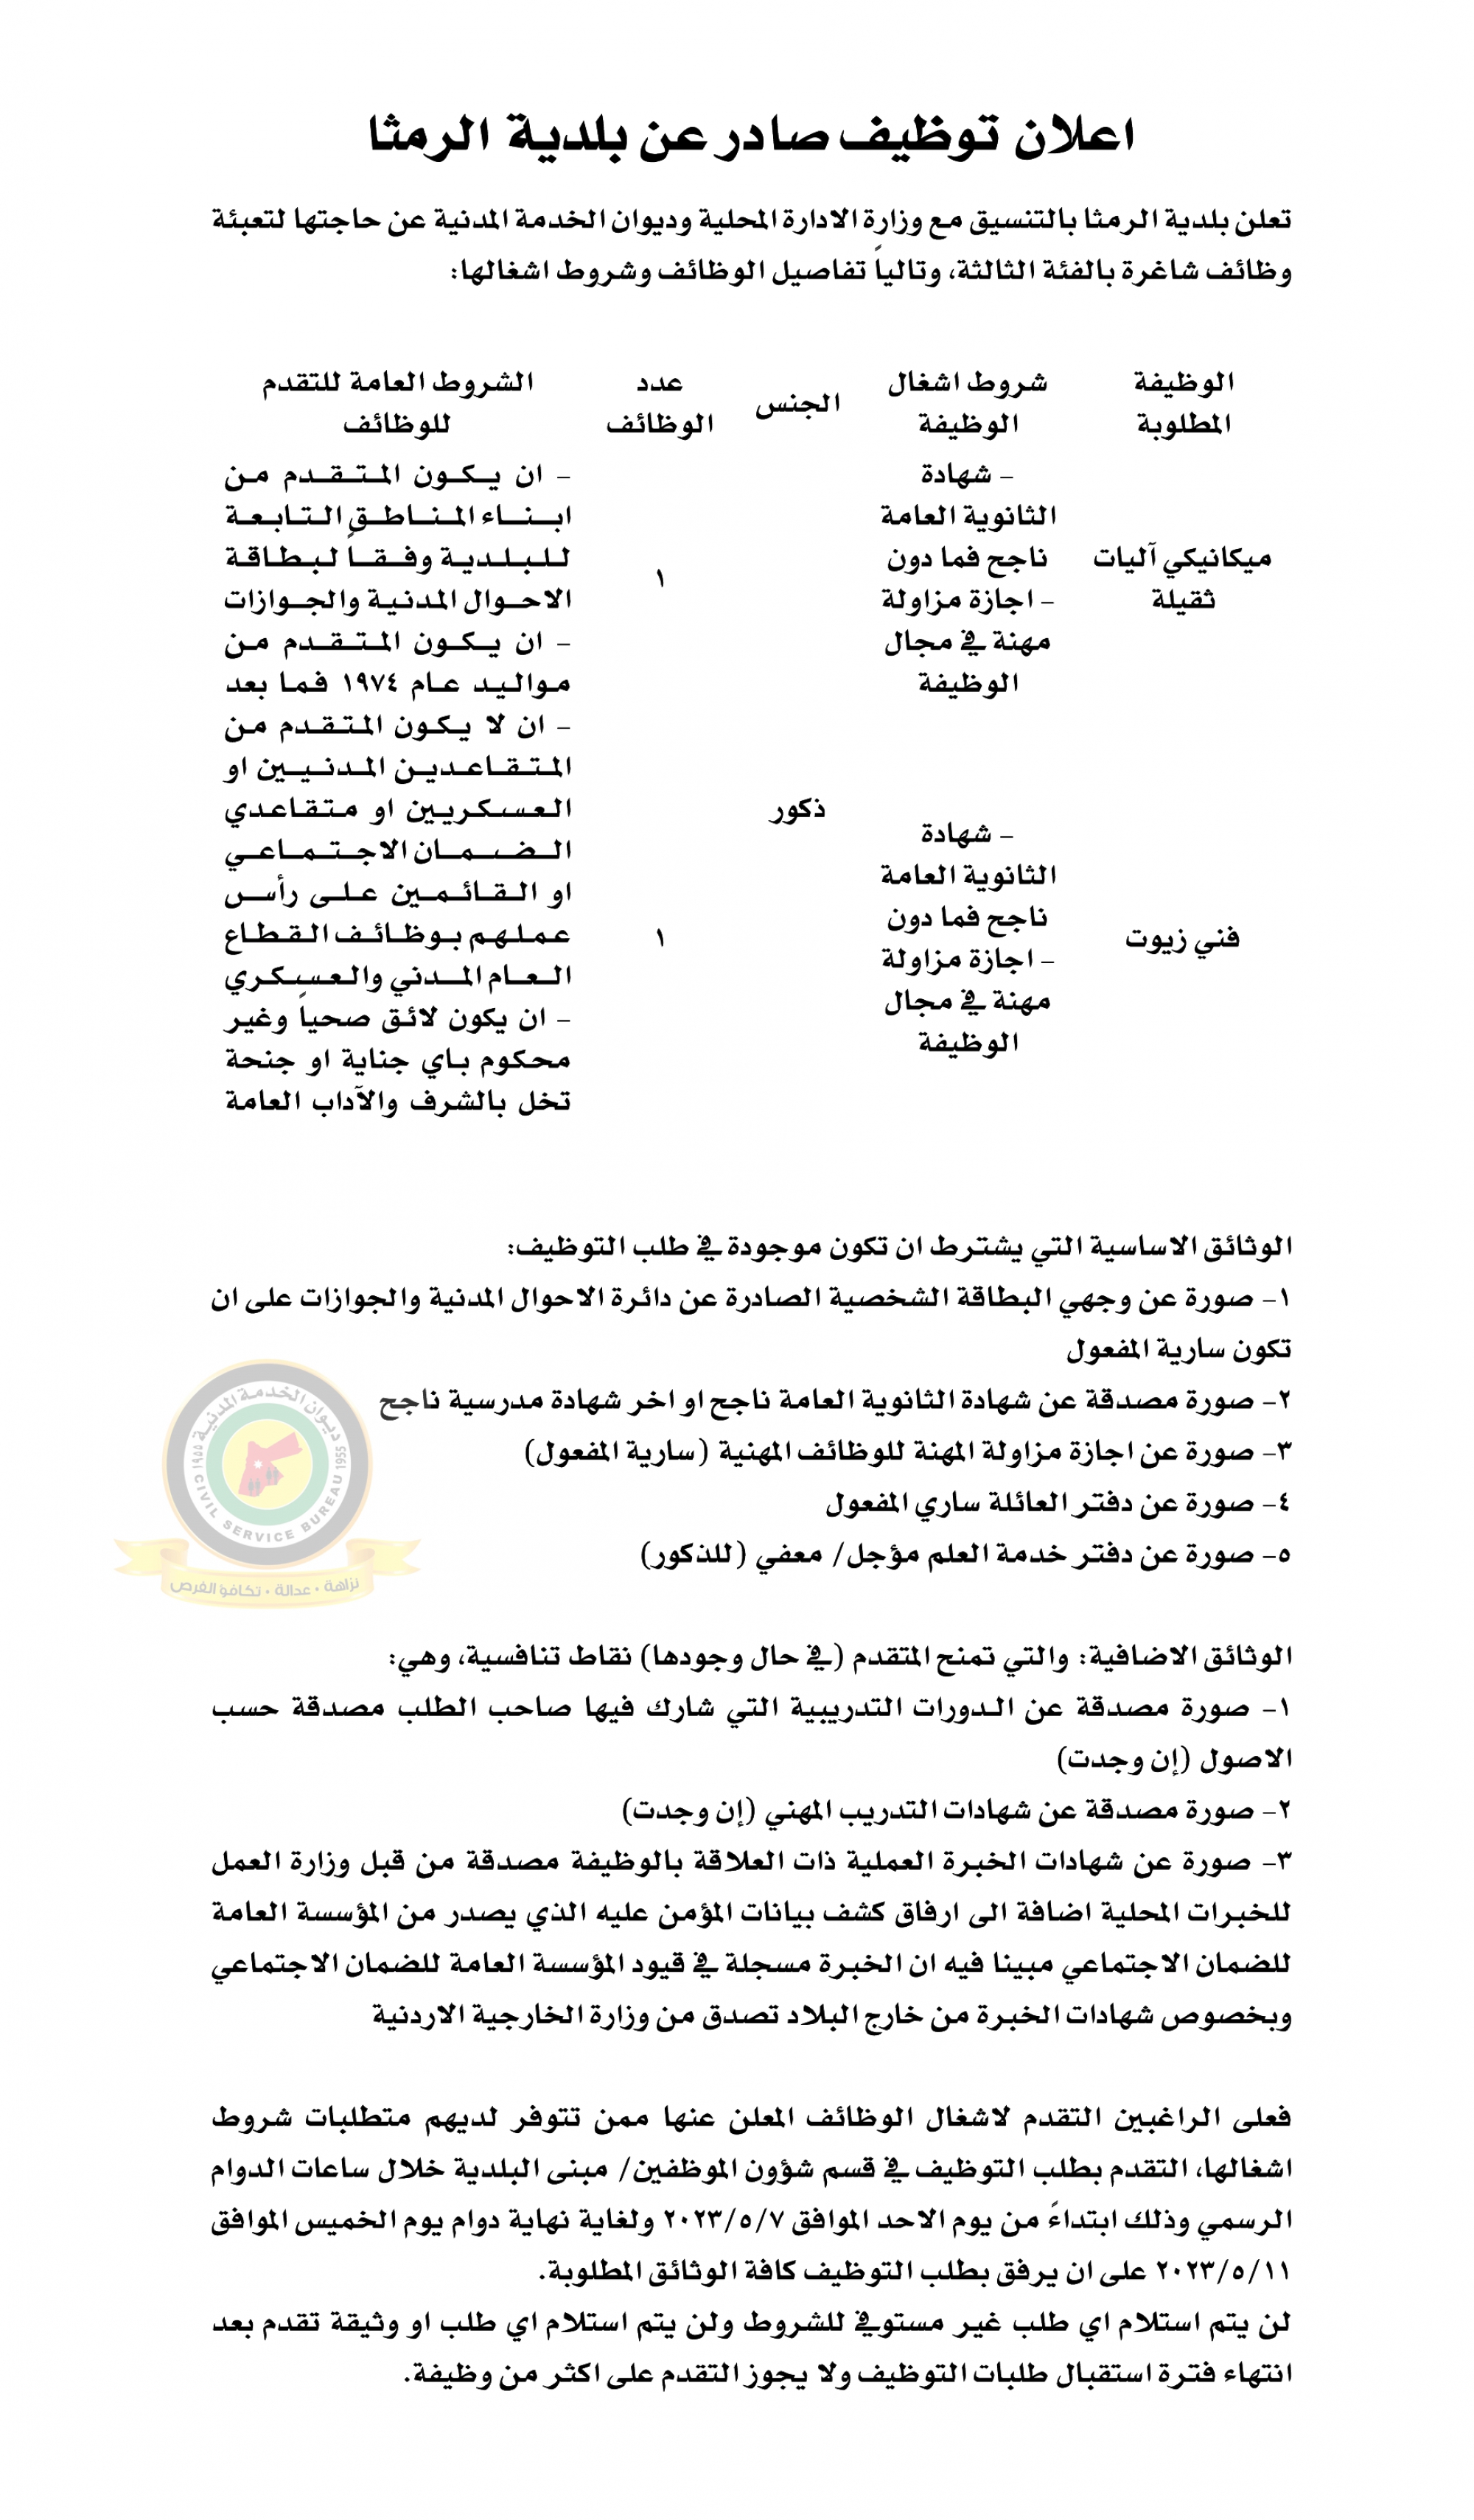 اعلان توظيف صادر عن بلدية الرمثا
تعلن بلدية الرمثا بالتنسيق مع وزارة الادارة المحلية وديوان الخدمة المدنية عن حاجتها لتعبئة
وظائف شاغرة بالفئة الثالثة، وتالياً تفاصيل الوظائف وشروط اشغالها:
الوظيفة
المطلوبة
شروط اشغال
الوظيفة
الجنس
عدد
الوظائف
الشروط العامة للتقدم
للوظائف
ميكانيكي آليات
ثقيلة
- شهادة
الثانوية العامة
ناجح فما دون
- اجازة مزاولة
مهنة في مجال
الوظيفة
١
فني زيوت
- شهادة
الثانوية العامة
ناجح فما دون
- اجازة مزاولة
مهنة في مجال
الوظيفة
ذكور
١
- ان يكون المتقدم من
ابناء المناطق التابعة
للبلدية وفقاً لبطاقة
الاحوال المدنية والجوازات
- ان يكون المتقدم من
مواليد عام ١٩٧٤ فما بعد
- ان لا يكون المتقدم من
المتقاعدين المدنيين او
العسكريين او متقاعدي
الضمان الاجتماعي
او القائمين على رأس
عملهم بوظائف القطاع
العام المدني والعسكري
- ان يكون لائق صحياً وغير
محكوم باي جناية او جنحة
تخل بالشرف والآداب العامة
الوثائق الاساسية التي يشترط ان تكون موجودة في طلب التوظيف:
١- صورة عن وجهي البطاقة الشخصية الصادرة عن دائرة الاحوال المدنية والجوازات على ان
تكون سارية المفعول
٢- صورة مصدقة عن شهادة الثانوية العامة ناجح او اخر شهادة مدرسية ناجح
٣- صورة عن اجازة مزاولة المهنة للوظائف المهنية (سارية المفعول)
٤- صورة عن دفتر العائلة ساري المفعول
٥- صورة عن دفتر خدمة العلم مؤجل/ معفي (للذكور)
ديوان الخدمة المدنية
١٩٥٥ CIVIL SERVICE BUREAU 1955
نزاهة • عدالة • تكافؤ الفرص
الوثائق الاضافية: والتي تمنح المتقدم (في حال وجودها) نقاط تنافسية، وهي:
١- صورة مصدقة عن الدورات التدريبية التي شارك فيها صاحب الطلب مصدقة حسب
الاصول (إن وجدت)
٢- صورة مصدقة عن شهادات التدريب المهني (إن وجدت)
٣- صورة عن شهادات الخبرة العملية ذات العلاقة بالوظيفة مصدقة من قبل وزارة العمل
للخبرات المحلية اضافة الى ارفاق كشف بيانات المؤمن عليه الذي يصدر من المؤسسة العامة
للضمان الاجتماعي مبينا فيه ان الخبرة مسجلة في قيود المؤسسة العامة للضمان الاجتماعي
وبخصوص شهادات الخبرة من خارج البلاد تصدق من وزارة الخارجية الاردنية
فعلى الراغبين التقدم لاشغال الوظائف المعلن عنها ممن تتوفر لديهم متطلبات شروط
اشغالها، التقدم بطلب التوظيف في قسم شؤون الموظفين/ مبنى البلدية خلال ساعات الدوام
الرسمي وذلك ابتداءً من يوم الاحد الموافق ٢٠٢٣/٥/٧ ولغاية نهاية دوام يوم الخميس الموافق
٢٠٢٣/٥/١١ على ان يرفق بطلب التوظيف كافة الوثائق المطلوبة.
لن يتم استلام اي طلب غير مستوفي للشروط ولن يتم استلام اي طلب او وثيقة تقدم بعد
انتهاء فترة استقبال طلبات التوظيف ولا يجوز التقدم على اكثر من وظيفة.